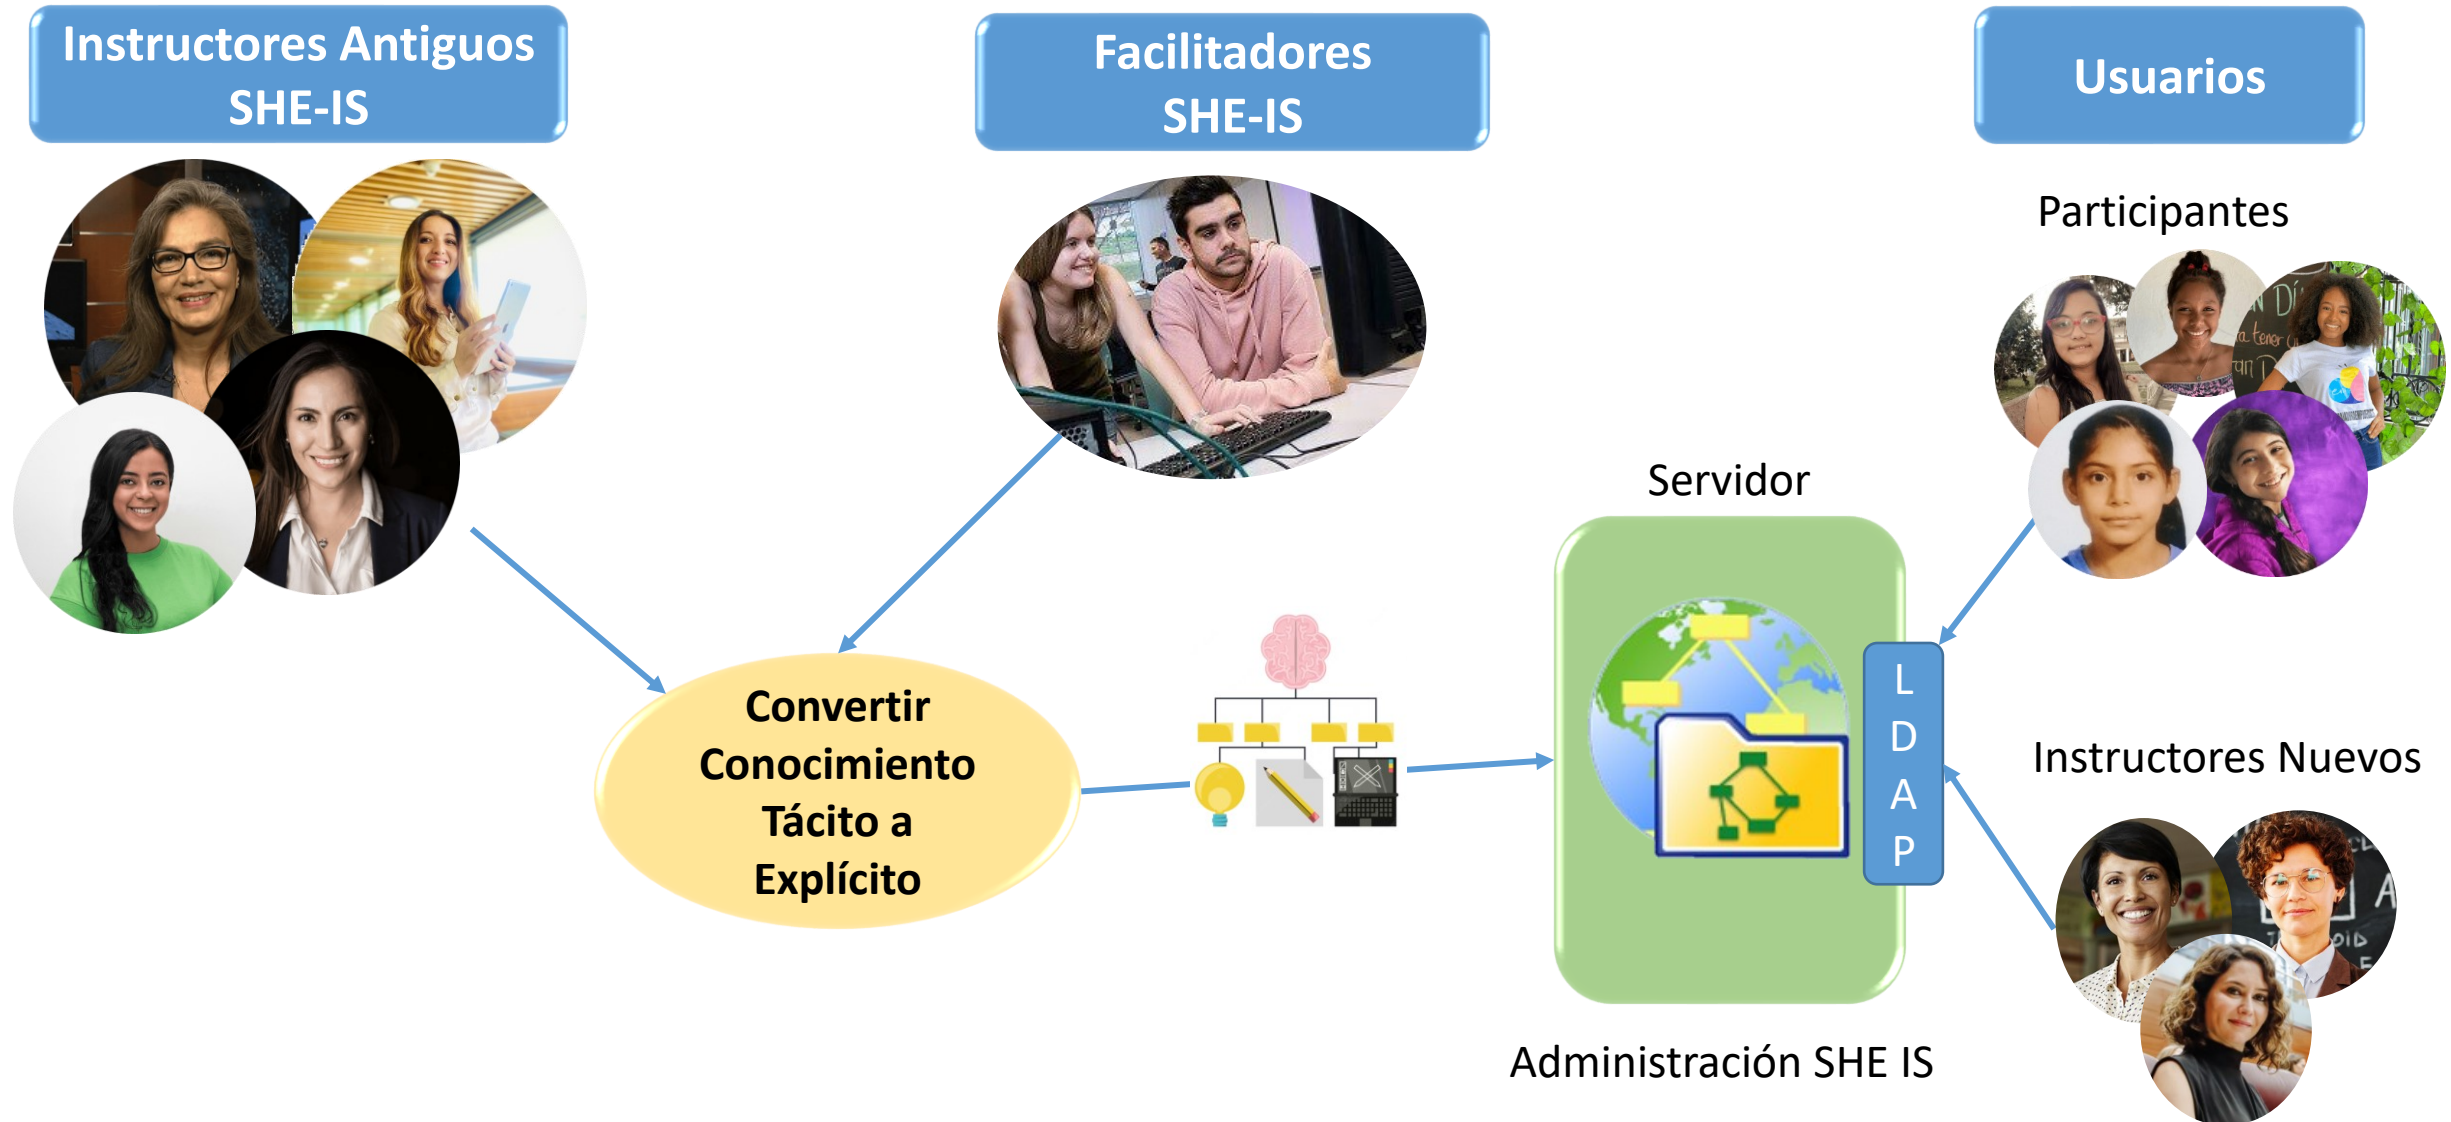 Instructores Antiguos
SHE-IS
Facilitadores
SHE-IS
Usuarios
Participantes
Servidor
Convertir
Conocimiento
Tácito a
Explícito
L
D
A
P
Instructores Nuevos
Administración SHE IS